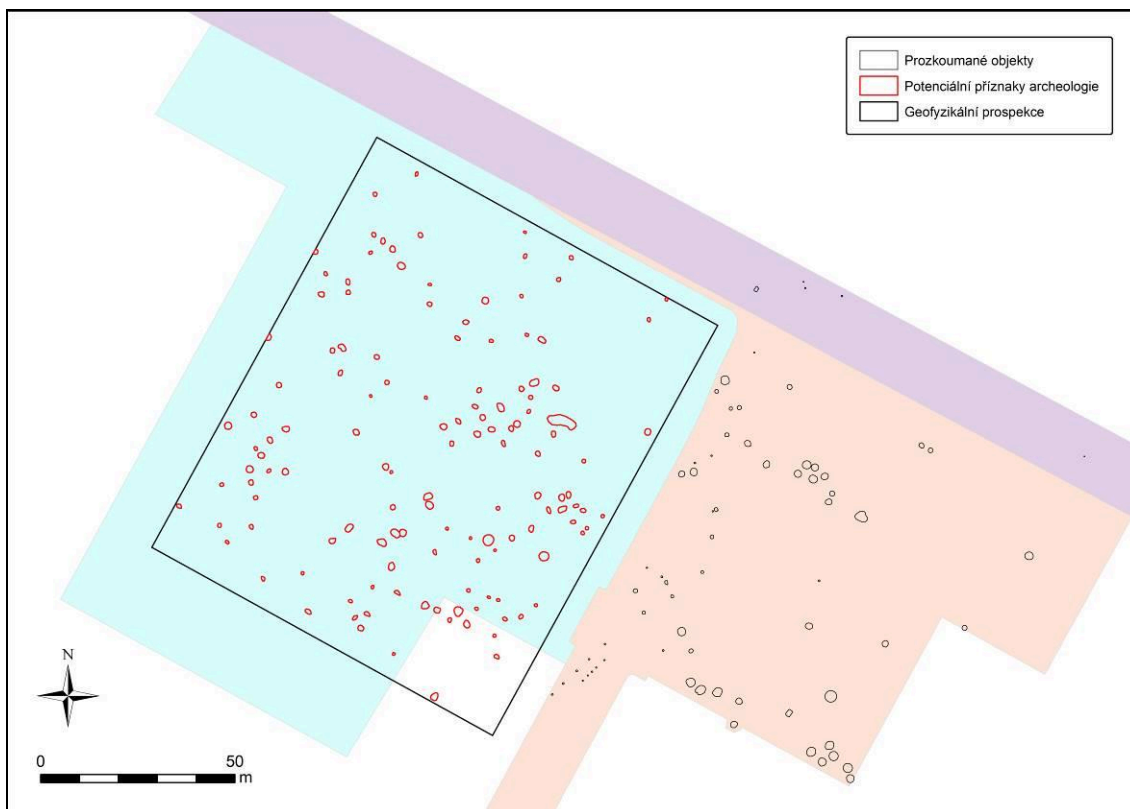 Prozkoumané objekty
Potenciální příznaky archeologie
Geofyzikální prospekce
N
0 50
m